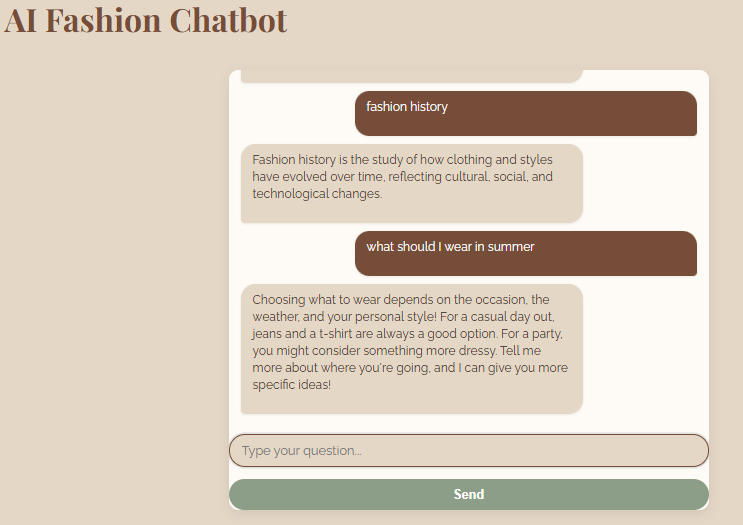 AI Fashion Chatbot
fashion history
Fashion history is the study of how clothing and styles
have evolved over time, reflecting cultural, social, and
technological changes.
what should I wear in summer
Choosing what to wear depends on the occasion, the
weather, and your personal style! For a casual day out,
jeans and a t-shirt are always a good option. For a party,
you might consider something more dressy. Tell me
more about where you're going, and I can give you more
specific ideas!
Type your question...
Send